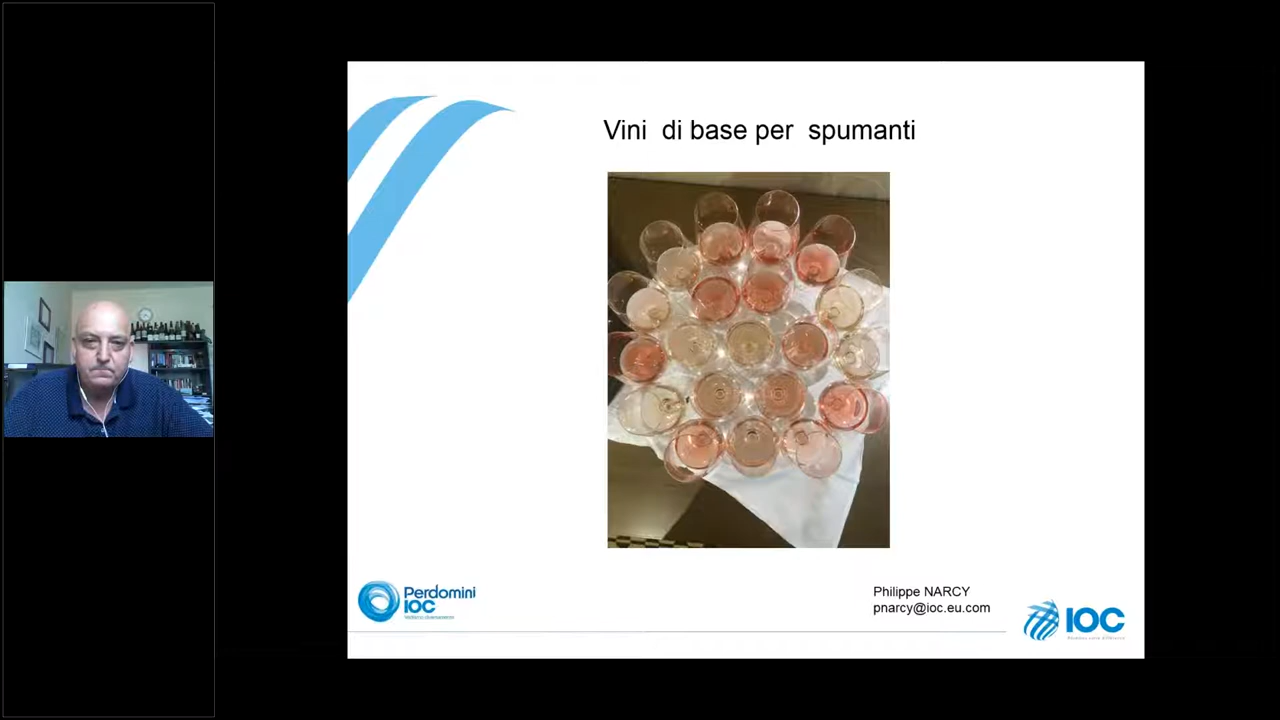 Vini di base per spumanti
Perdomini
IOC
Philippe NARCY
pnarcy@ioc.eu.com
IOC